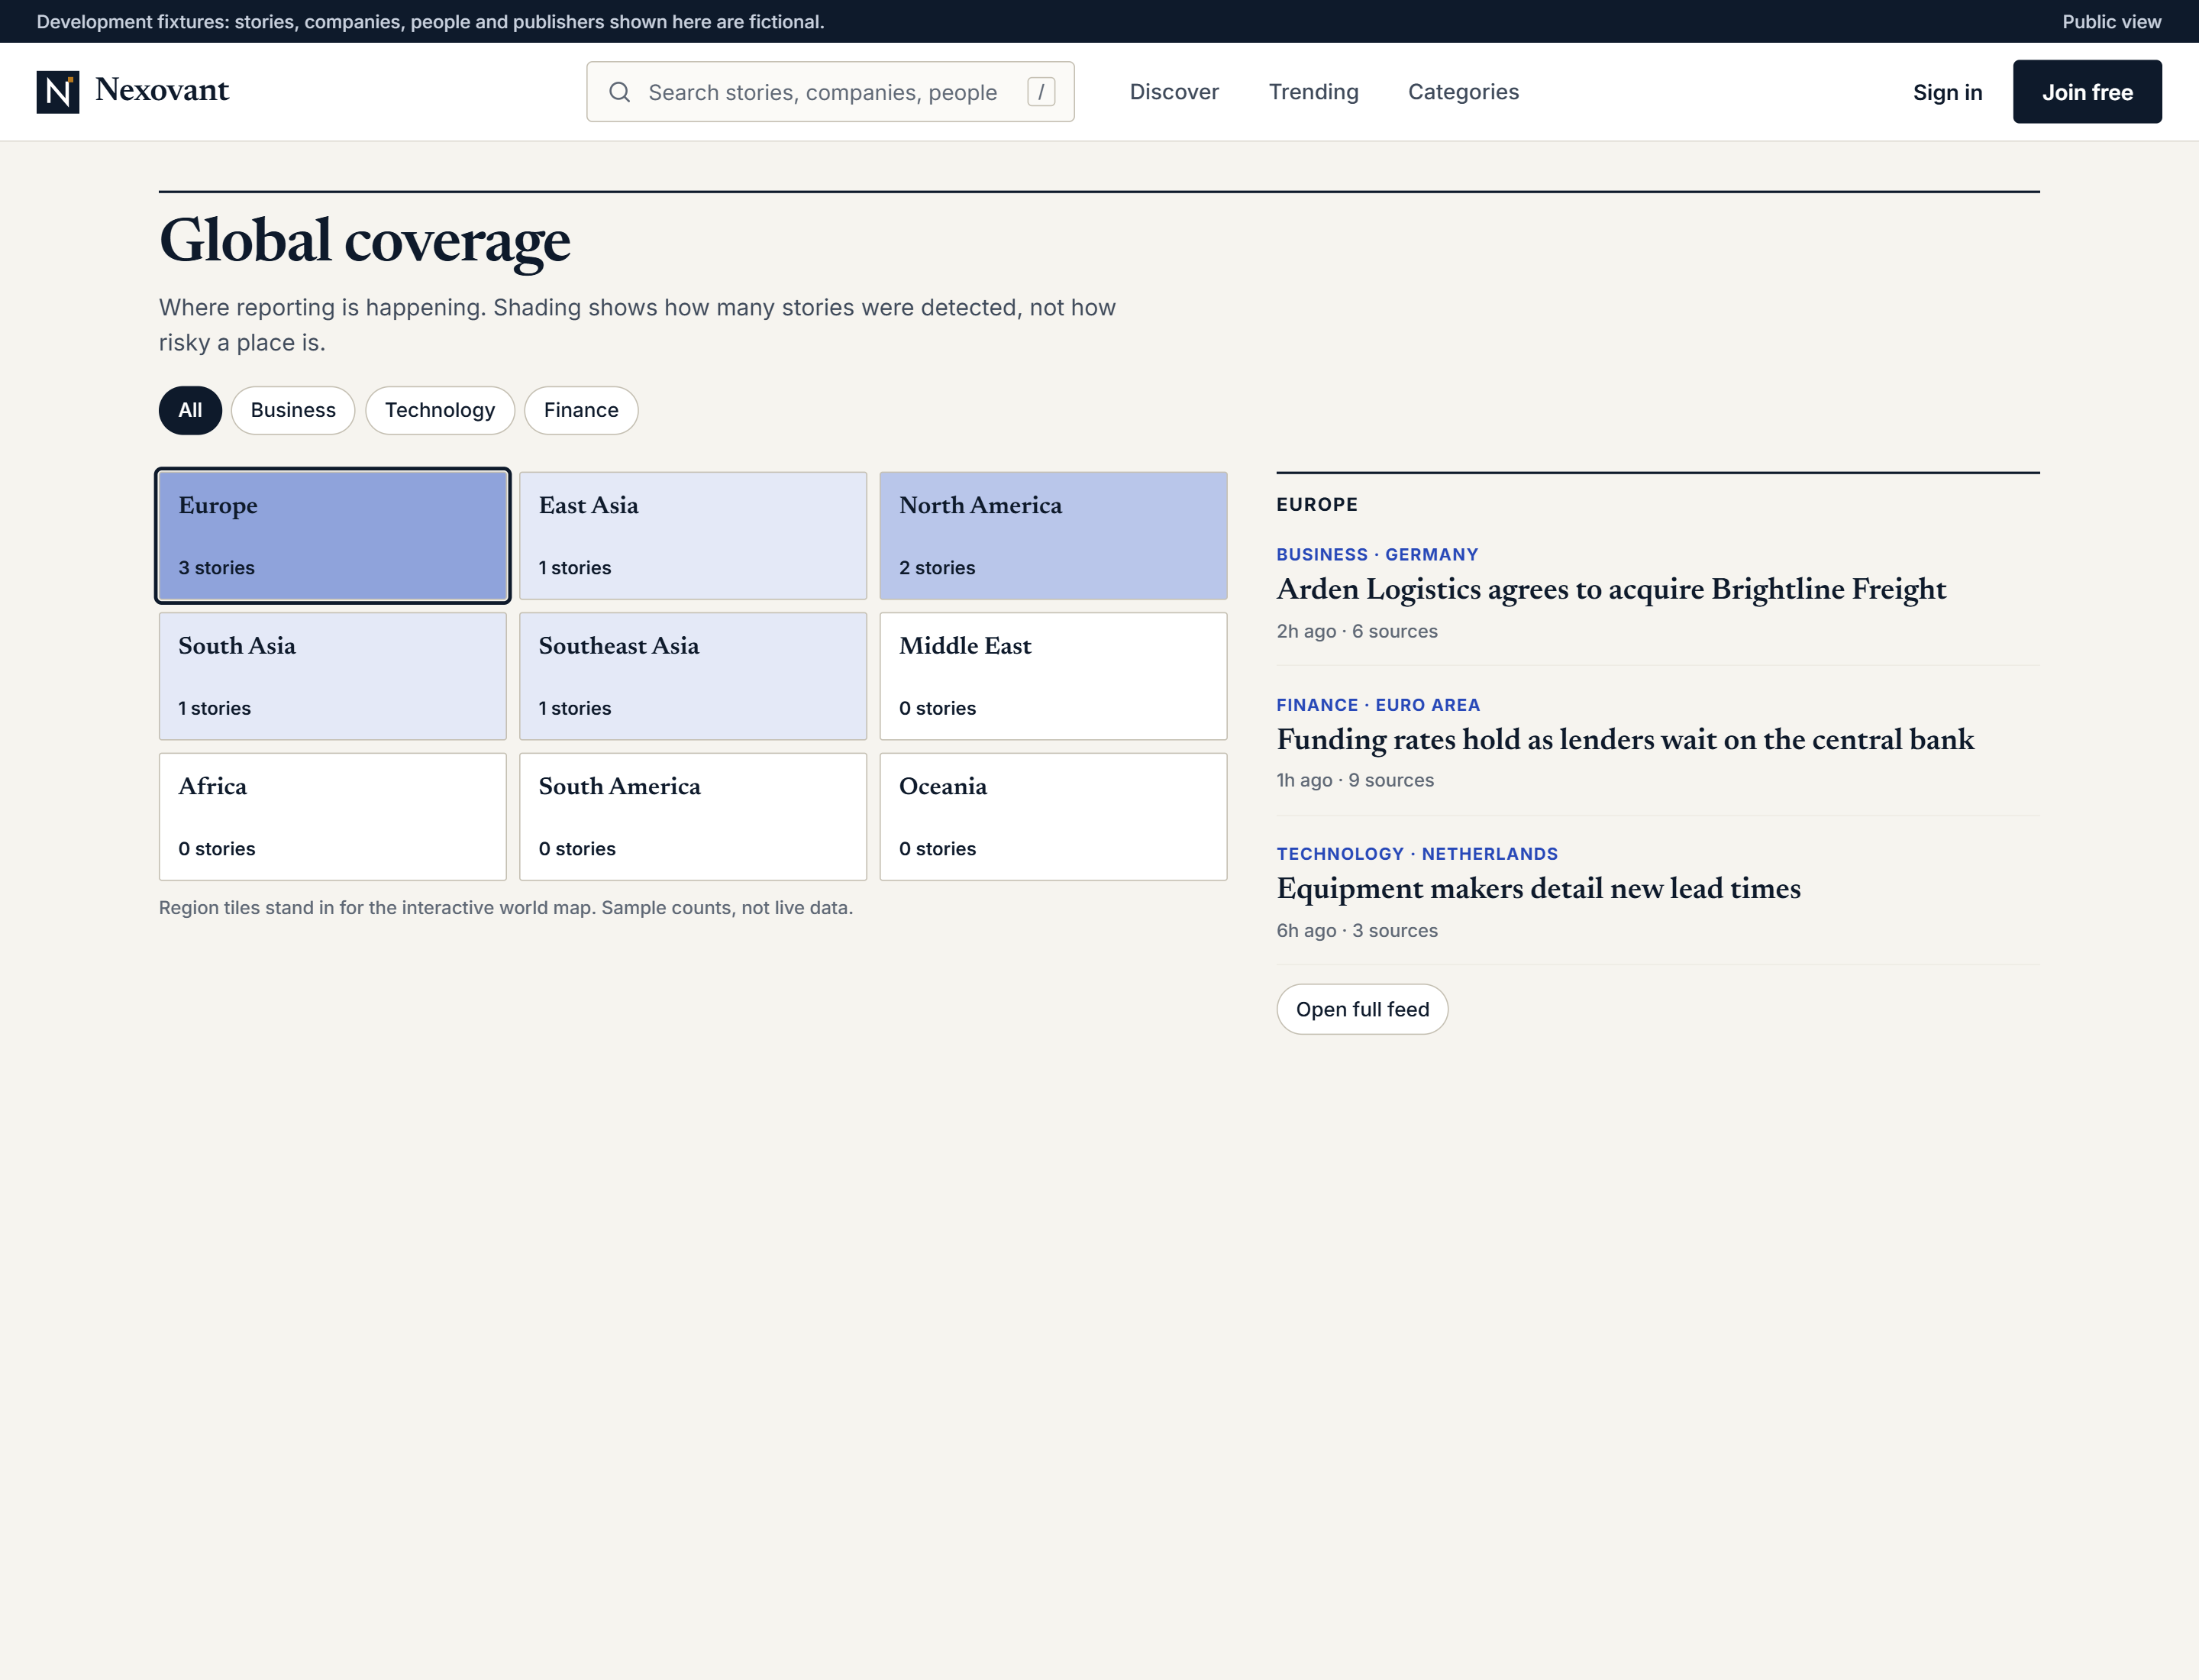 Development fixtures: stories, companies, people and publishers shown here are fictional.
Public view
N
Nexovant
Search stories, companies, people
/
Discover
Trending
Categories
Sign in
Join free
Global coverage
Where reporting is happening. Shading shows how many stories were detected, not how
risky a place is.
All
Business
Technology
Finance
Europe
3 stories
East Asia
1 stories
North America
2 stories
South Asia
1 stories
Southeast Asia
1 stories
Middle East
0 stories
Africa
0 stories
South America
0 stories
Oceania
0 stories
Region tiles stand in for the interactive world map. Sample counts, not live data.
EUROPE
BUSINESS · GERMANY
Arden Logistics agrees to acquire Brightline Freight
2h ago · 6 sources
FINANCE · EURO AREA
Funding rates hold as lenders wait on the central bank
1h ago · 9 sources
TECHNOLOGY · NETHERLANDS
Equipment makers detail new lead times
6h ago · 3 sources
Open full feed